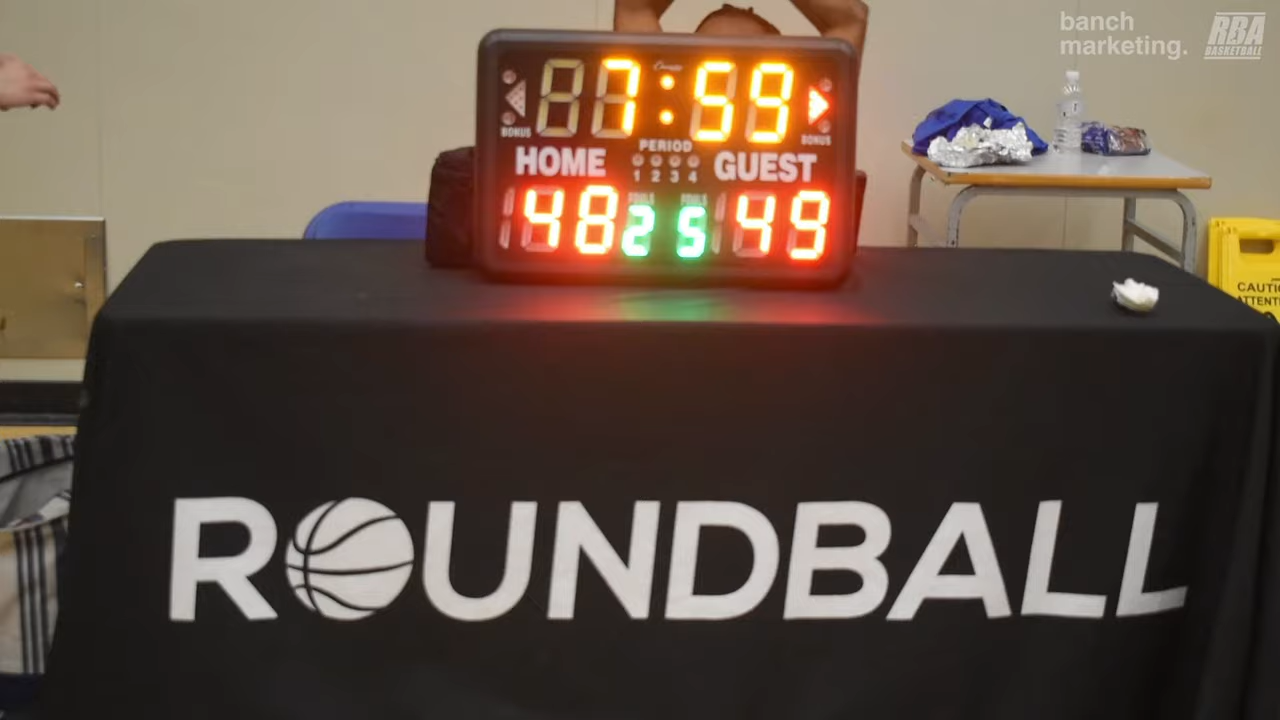 banch
marketing.
RBA
BASKETBALL
7:59
BONUS
BONUS
PERIOD
HOME
GUEST
1 2 3 4
48 2 5 49
CAUTI
ATTENT
ROUNDBALL